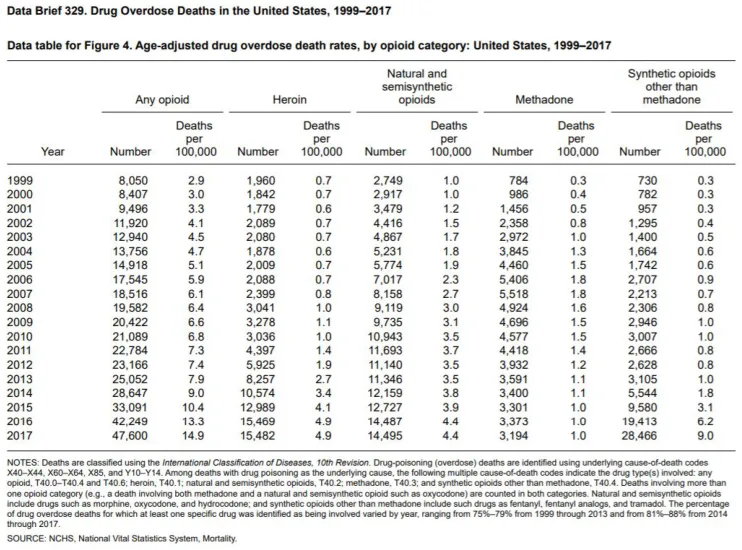 Data Brief 329. Drug Overdose Deaths in the United States, 1999–2017
Data table for Figure 4. Age-adjusted drug overdose death rates, by opioid category: United States, 1999–2017
Any opioid Heroin Natural and semisynthetic opioids Methadone Synthetic opioids other than methadone
Year Number Deaths per 100,000 Number Deaths per 100,000 Number Deaths per 100,000 Number Deaths per 100,000 Number Deaths per 100,000
1999 8,050 2.9 1,960 0.7 2,749 1.0 784 0.3 730 0.3
2000 8,407 3.0 1,842 0.7 2,917 1.0 986 0.4 782 0.3
2001 9,496 3.3 1,779 0.6 3,479 1.2 1,456 0.5 957 0.3
2002 11,920 4.1 2,089 0.7 4,416 1.5 2,358 0.8 1,295 0.4
2003 12,940 4.5 2,080 0.7 4,867 1.7 2,972 1.0 1,400 0.5
2004 13,756 4.7 1,878 0.6 5,231 1.8 3,845 1.3 1,664 0.6
2005 14,918 5.1 2,009 0.7 5,774 1.9 4,460 1.5 1,742 0.6
2006 17,545 5.9 2,088 0.7 7,017 2.3 5,406 1.8 2,707 0.9
2007 18,516 6.1 2,399 0.8 8,158 2.7 5,518 1.8 2,213 0.7
2008 19,582 6.4 3,041 1.0 9,119 3.0 4,924 1.6 2,306 0.8
2009 20,422 6.6 3,278 1.1 9,735 3.1 4,696 1.5 2,946 1.0
2010 21,089 6.8 3,036 1.0 10,943 3.5 4,577 1.5 3,007 1.0
2011 22,784 7.3 4,397 1.4 11,693 3.7 4,418 1.4 2,666 0.8
2012 23,166 7.4 5,925 1.9 11,140 3.5 3,932 1.2 2,628 0.8
2013 25,052 7.9 8,257 2.7 11,346 3.5 3,591 1.1 3,105 1.0
2014 28,647 9.0 10,574 3.4 12,159 3.8 3,400 1.1 5,544 1.8
2015 33,091 10.4 12,989 4.1 12,727 3.9 3,301 1.0 9,580 3.1
2016 42,249 13.3 15,469 4.9 14,487 4.4 3,373 1.0 19,413 6.2
2017 47,600 14.9 15,482 4.9 14,495 4.4 3,194 1.0 28,466 9.0
NOTES: Deaths are classified using the International Classification of Diseases, 10th Revision. Drug-poisoning (overdose) deaths are identified using underlying cause-of-death codes
X40–X44, X60–X64, X85, and Y10–Y14. Among deaths with drug poisoning as the underlying cause, the following multiple cause-of-death codes indicate the drug type(s) involved: any
opioid, T40.0–T40.4 and T40.6; heroin, T40.1; natural and semisynthetic opioids, T40.2; methadone, T40.3; and synthetic opioids other than methadone, T40.4. Deaths involving more than
one opioid category (e.g., a death involving both methadone and a natural and semisynthetic opioid such as oxycodone) are counted in both categories. Natural and semisynthetic opioids
include drugs such as morphine, oxycodone, and hydrocodone; and synthetic opioids other than methadone include such drugs as fentanyl, fentanyl analogs, and tramadol. The percentage
of drug overdose deaths for which at least one specific drug was identified as being involved varied by year, ranging from 75%–79% from 1999 through 2013 and from 81%–88% from 2014
through 2017.
SOURCE: NCHS, National Vital Statistics System, Mortality.